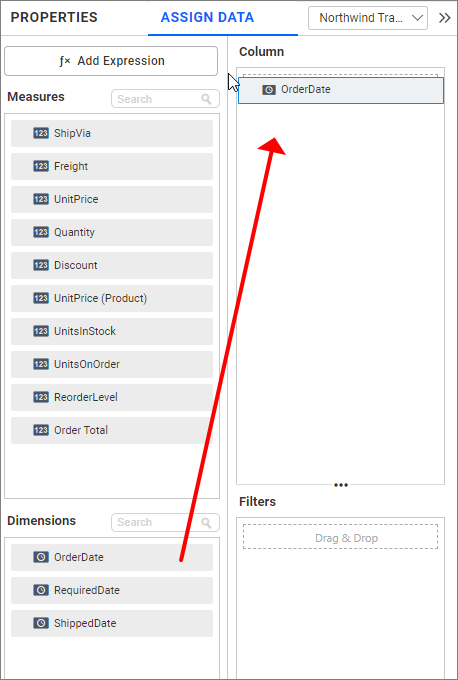 PROPERTIES
ASSIGN DATA
Northwind Tra...
ƒx Add Expression
Measures
Search
123 ShipVia
123 Freight
123 UnitPrice
123 Quantity
123 Discount
123 UnitPrice (Product)
123 UnitsInStock
123 UnitsOnOrder
123 ReorderLevel
123 Order Total
Dimensions
Search
OrderDate
RequiredDate
ShippedDate
Column
OrderDate
Filters
Drag & Drop